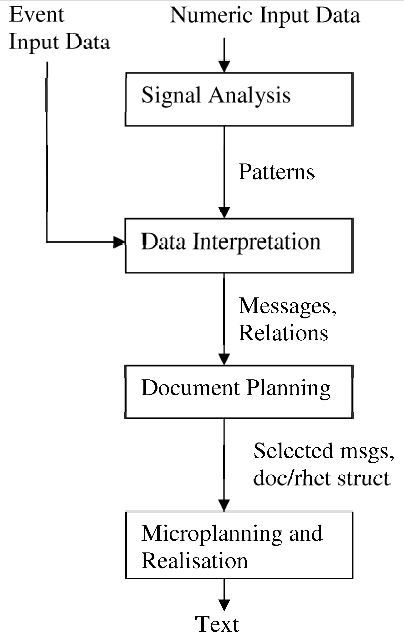 Event
Input Data
Numeric Input Data
Signal Analysis
Patterns
Data Interpretation
Messages,
Relations
Document Planning
Selected msgs,
doc/rhet struct
Microplanning and
Realisation
Text